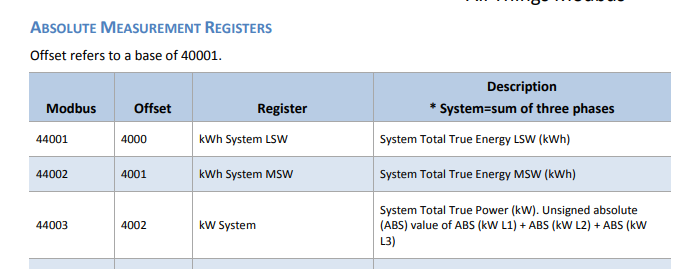 ABSOLUTE MEASUREMENT REGISTERS
Offset refers to a base of 40001.
Modbus Offset Register Description
* System=sum of three phases
44001 4000 kWh System LSW System Total True Energy LSW (kWh)
44002 4001 kWh System MSW System Total True Energy MSW (kWh)
44003 4002 kW System System Total True Power (kW). Unsigned absolute
(ABS) value of ABS (kW L1) + ABS (kW L2) + ABS (kW
L3)